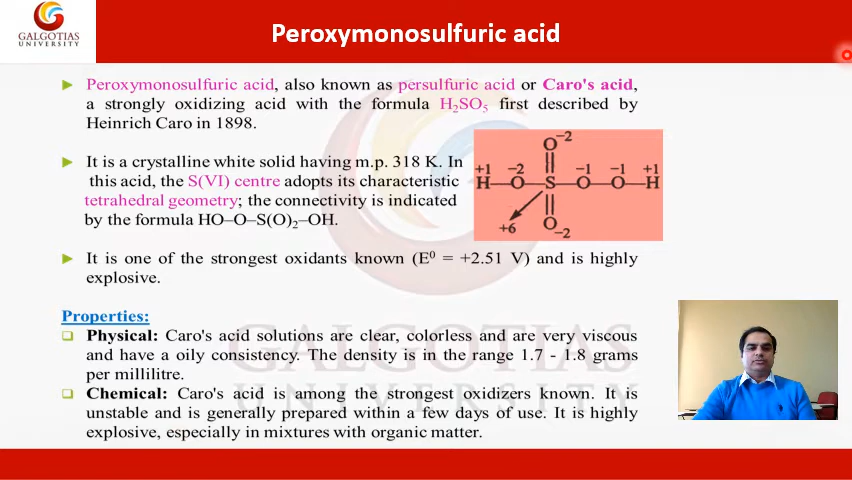 GALGOTIAS
UNIVERSITY
Peroxymonosulfuric acid
Peroxymonosulfuric acid, also known as persulfuric acid or Caro's acid,
a strongly oxidizing acid with the formula H₂SO₅ first described by
Heinrich Caro in 1898.
It is a crystalline white solid having m.p. 318 K. In
this acid, the S(VI) centre adopts its characteristic
tetrahedral geometry; the connectivity is indicated
by the formula HO–O–S(O)₂–OH.
O⁻²
+1 −2 −1 −1 +1
H—O—S—O—O—H
+6
O₋₂
It is one of the strongest oxidants known (E⁰ = +2.51 V) and is highly
explosive.
Properties:
Physical: Caro's acid solutions are clear, colorless and are very viscous
and have a oily consistency. The density is in the range 1.7 - 1.8 grams
per millilitre.
Chemical: Caro's acid is among the strongest oxidizers known. It is
unstable and is generally prepared within a few days of use. It is highly
explosive, especially in mixtures with organic matter.
GALGOTIAS
UNIVERSITY